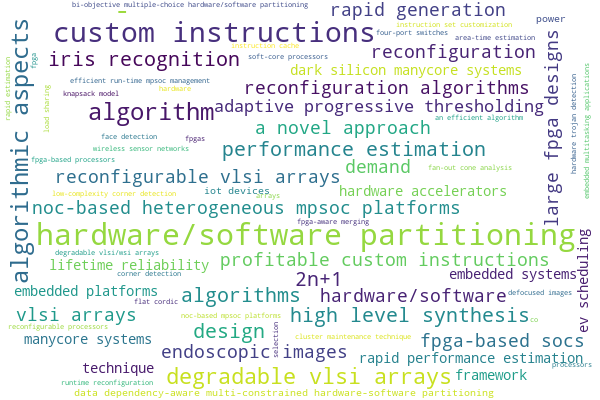 bi-objective multiple-choice hardware/software partitioning
rapid generation
power
custom instructions
instruction set customization
four-port switches
area-time estimation
algorithmic aspects
fpga
iris recognition
instruction cache
soft-core processors
reconfiguration
large fpga designs
rapid estimation
dark silicon manycore systems
hardware trojan detection
embedded multitasking applications
efficient run-time mpsoc management
knapsack model
hardware
reconfiguration algorithms
load sharing
algorithm
adaptive progressive thresholding
an efficient algorithm
face detection
fpgas
a novel approach
wireless sensor networks
performance estimation
fpga-based processors
demand
fan-out cone analysis
reconfigurable vlsi arrays
low-complexity corner detection
iot devices
arrays
hardware accelerators
noc-based heterogeneous mpsoc platforms
fpga-aware merging
hardware/software partitioning
degradable vlsi/wsi arrays
profitable custom instructions
ev scheduling
lifetime reliability
corner detection
2n+1
embedded systems
embedded platforms
flat cordic
algorithms
hardware/software
defocused images
vlsi arrays
noc-based mpsoc platforms
high level synthesis
co
reconfigurable processors
design
selection
manycore systems
cluster maintenance technique
fpga-based socs
endoscopic images
rapid performance estimation
technique
processors
runtime reconfiguration
degradable vlsi arrays
framework
data dependency-aware multi-constrained hardware-software partitioning